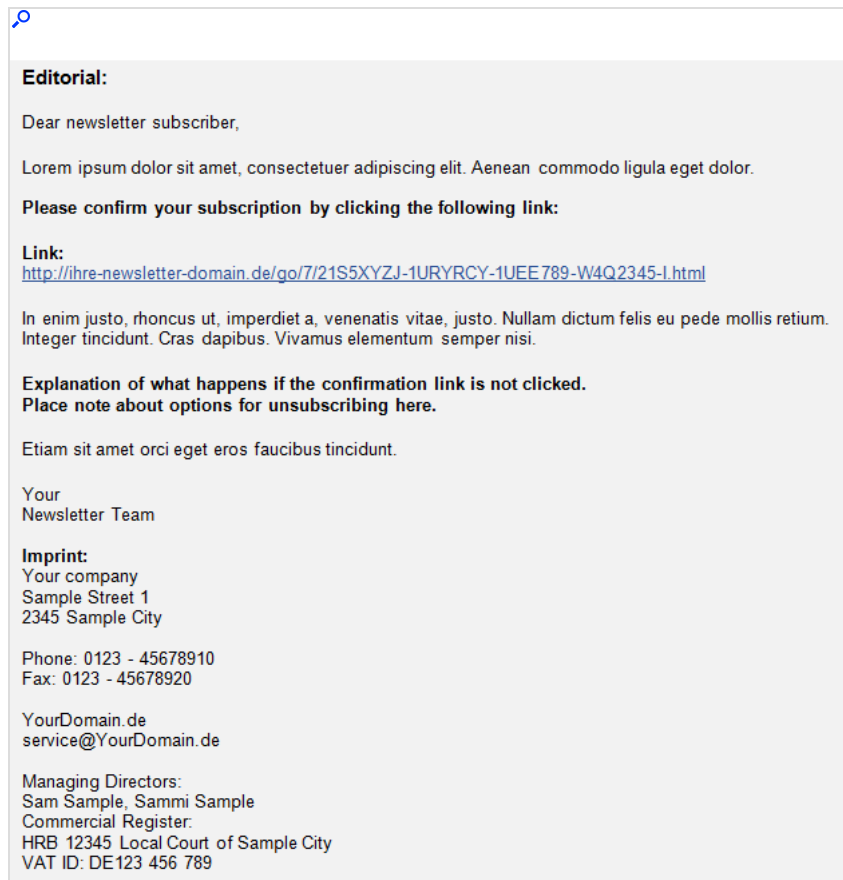 Editorial:
Dear newsletter subscriber,
Lorem ipsum dolor sit amet, consectetuer adipiscing elit. Aenean commodo ligula eget dolor.
Please confirm your subscription by clicking the following link:
Link:
http://ihre-newsletter-domain.de/go/7/21S5XYZJ-1URYRCY-1UEE789-W4Q2345-I.html
In enim justo, rhoncus ut, imperdiet a, venenatis vitae, justo. Nullam dictum felis eu pede mollis retium.
Integer tincidunt. Cras dapibus. Vivamus elementum semper nisi.
Explanation of what happens if the confirmation link is not clicked.
Place note about options for unsubscribing here.
Etiam sit amet orci eget eros faucibus tincidunt.
Your
Newsletter Team
Imprint:
Your company
Sample Street 1
2345 Sample City
Phone: 0123 - 45678910
Fax: 0123 - 45678920
YourDomain.de
service@YourDomain.de
Managing Directors:
Sam Sample, Sammi Sample
Commercial Register:
HRB 12345 Local Court of Sample City
VAT ID: DE123 456 789